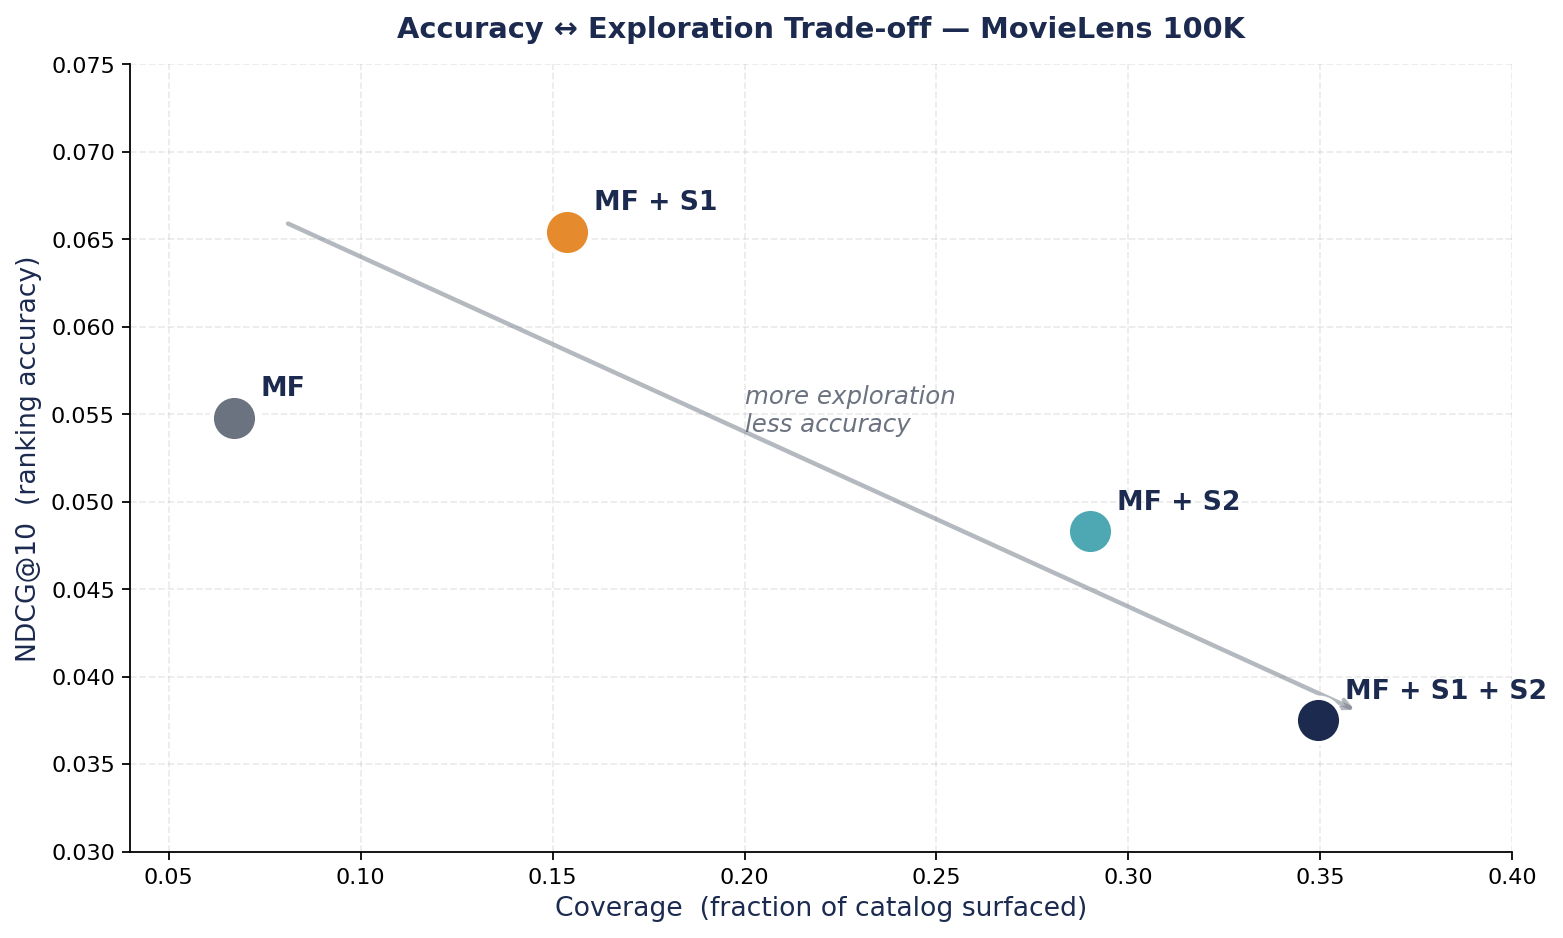 Accuracy ↔ Exploration Trade-off — MovieLens 100K
NDCG@10  (ranking accuracy)
0.075
0.070
0.065
0.060
0.055
0.050
0.045
0.040
0.035
0.030
MF + S1
MF
more exploration
less accuracy
MF + S2
MF + S1 + S2
0.05
0.10
0.15
0.20
0.25
0.30
0.35
0.40
Coverage  (fraction of catalog surfaced)